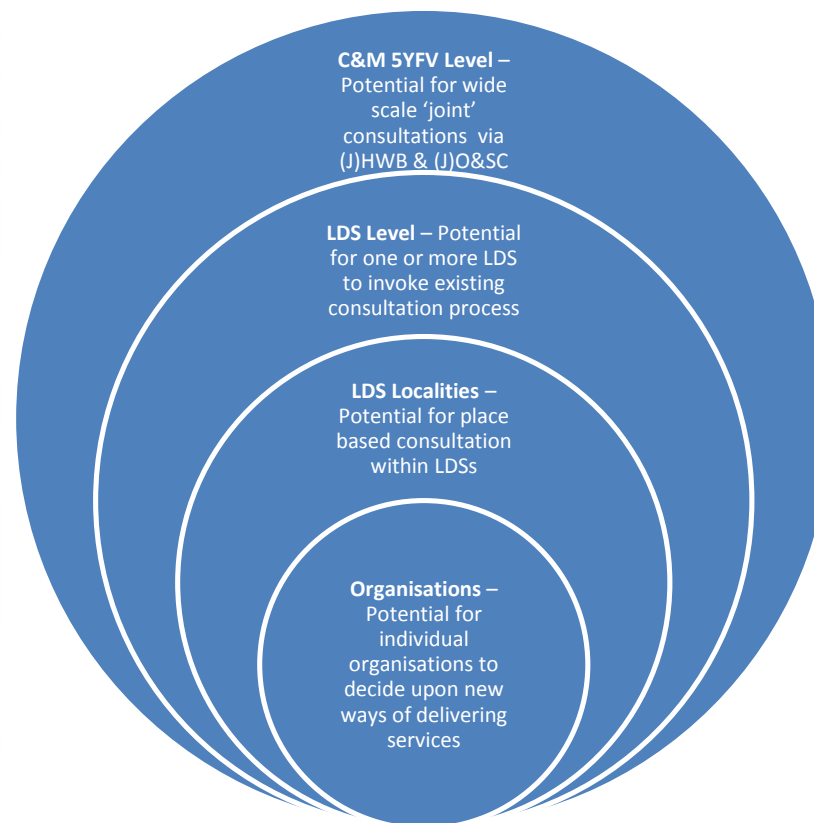 C&M 5YFV Level –
Potential for wide
scale ‘joint’
consultations via
(J)HWB & (J)O&SC
LDS Level – Potential
for one or more LDS
to invoke existing
consultation process
LDS Localities –
Potential for place
based consultation
within LDSs
Organisations –
Potential for
individual
organisations to
decide upon new
ways of delivering
services